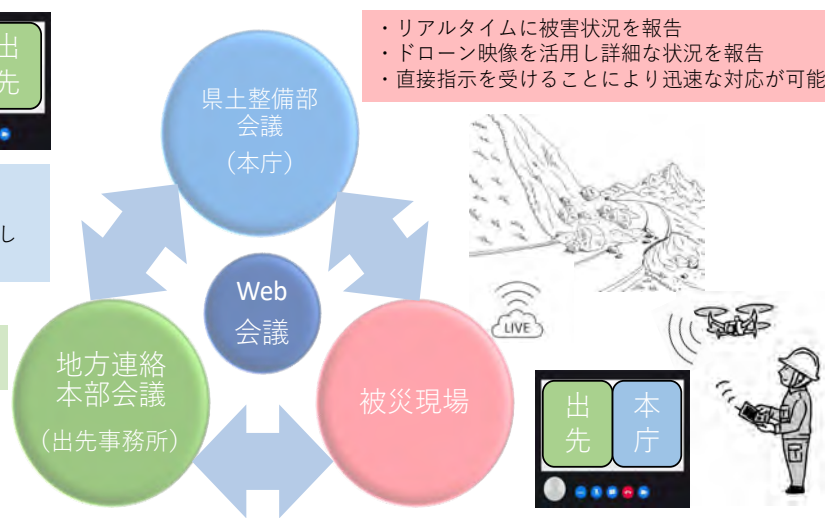 ・リアルタイムに被害状況を報告
・ドローン映像を活用し詳細な状況を報告
・直接指示を受けることにより迅速な対応が可能
出
先
県土整備部
会議
（本庁）
し
Web
会議
LIVE
地方連絡
本部会議
（出先事務所）
被災現場
出
先
本
庁